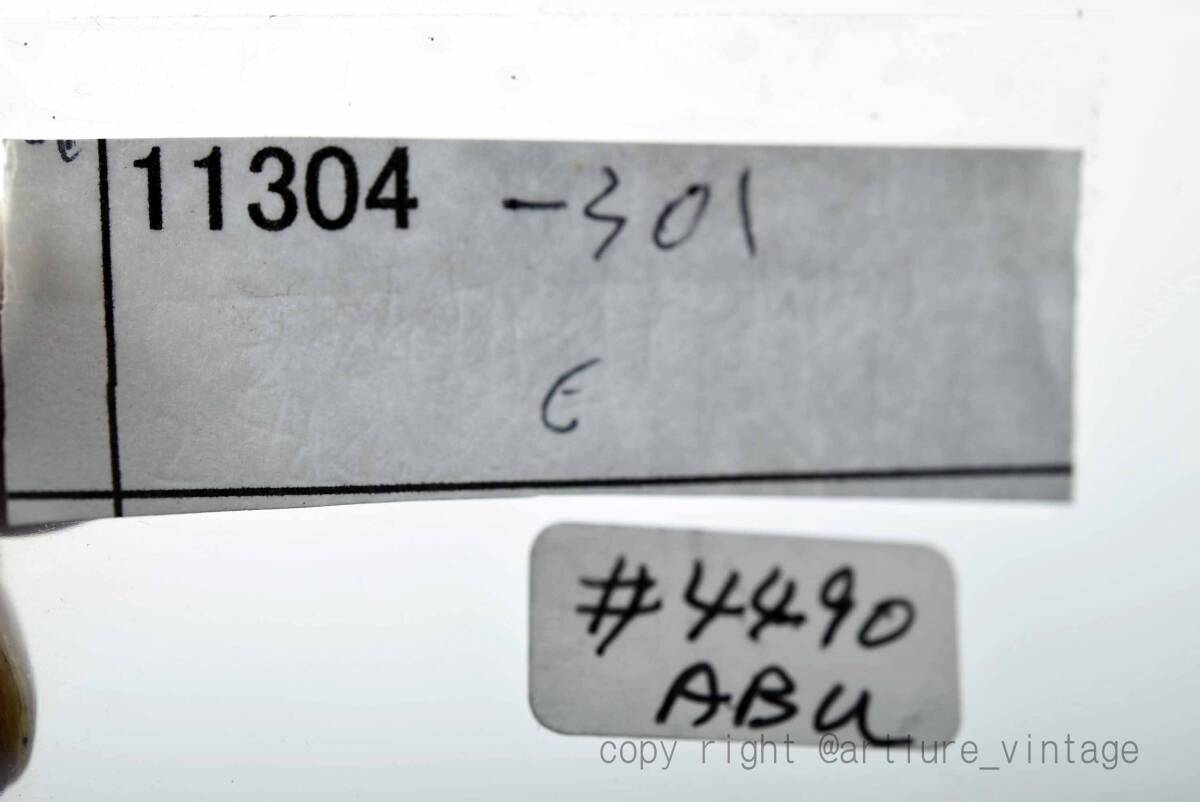 11304 -301
E
#4490
ABU
copy right @artlure_vintage